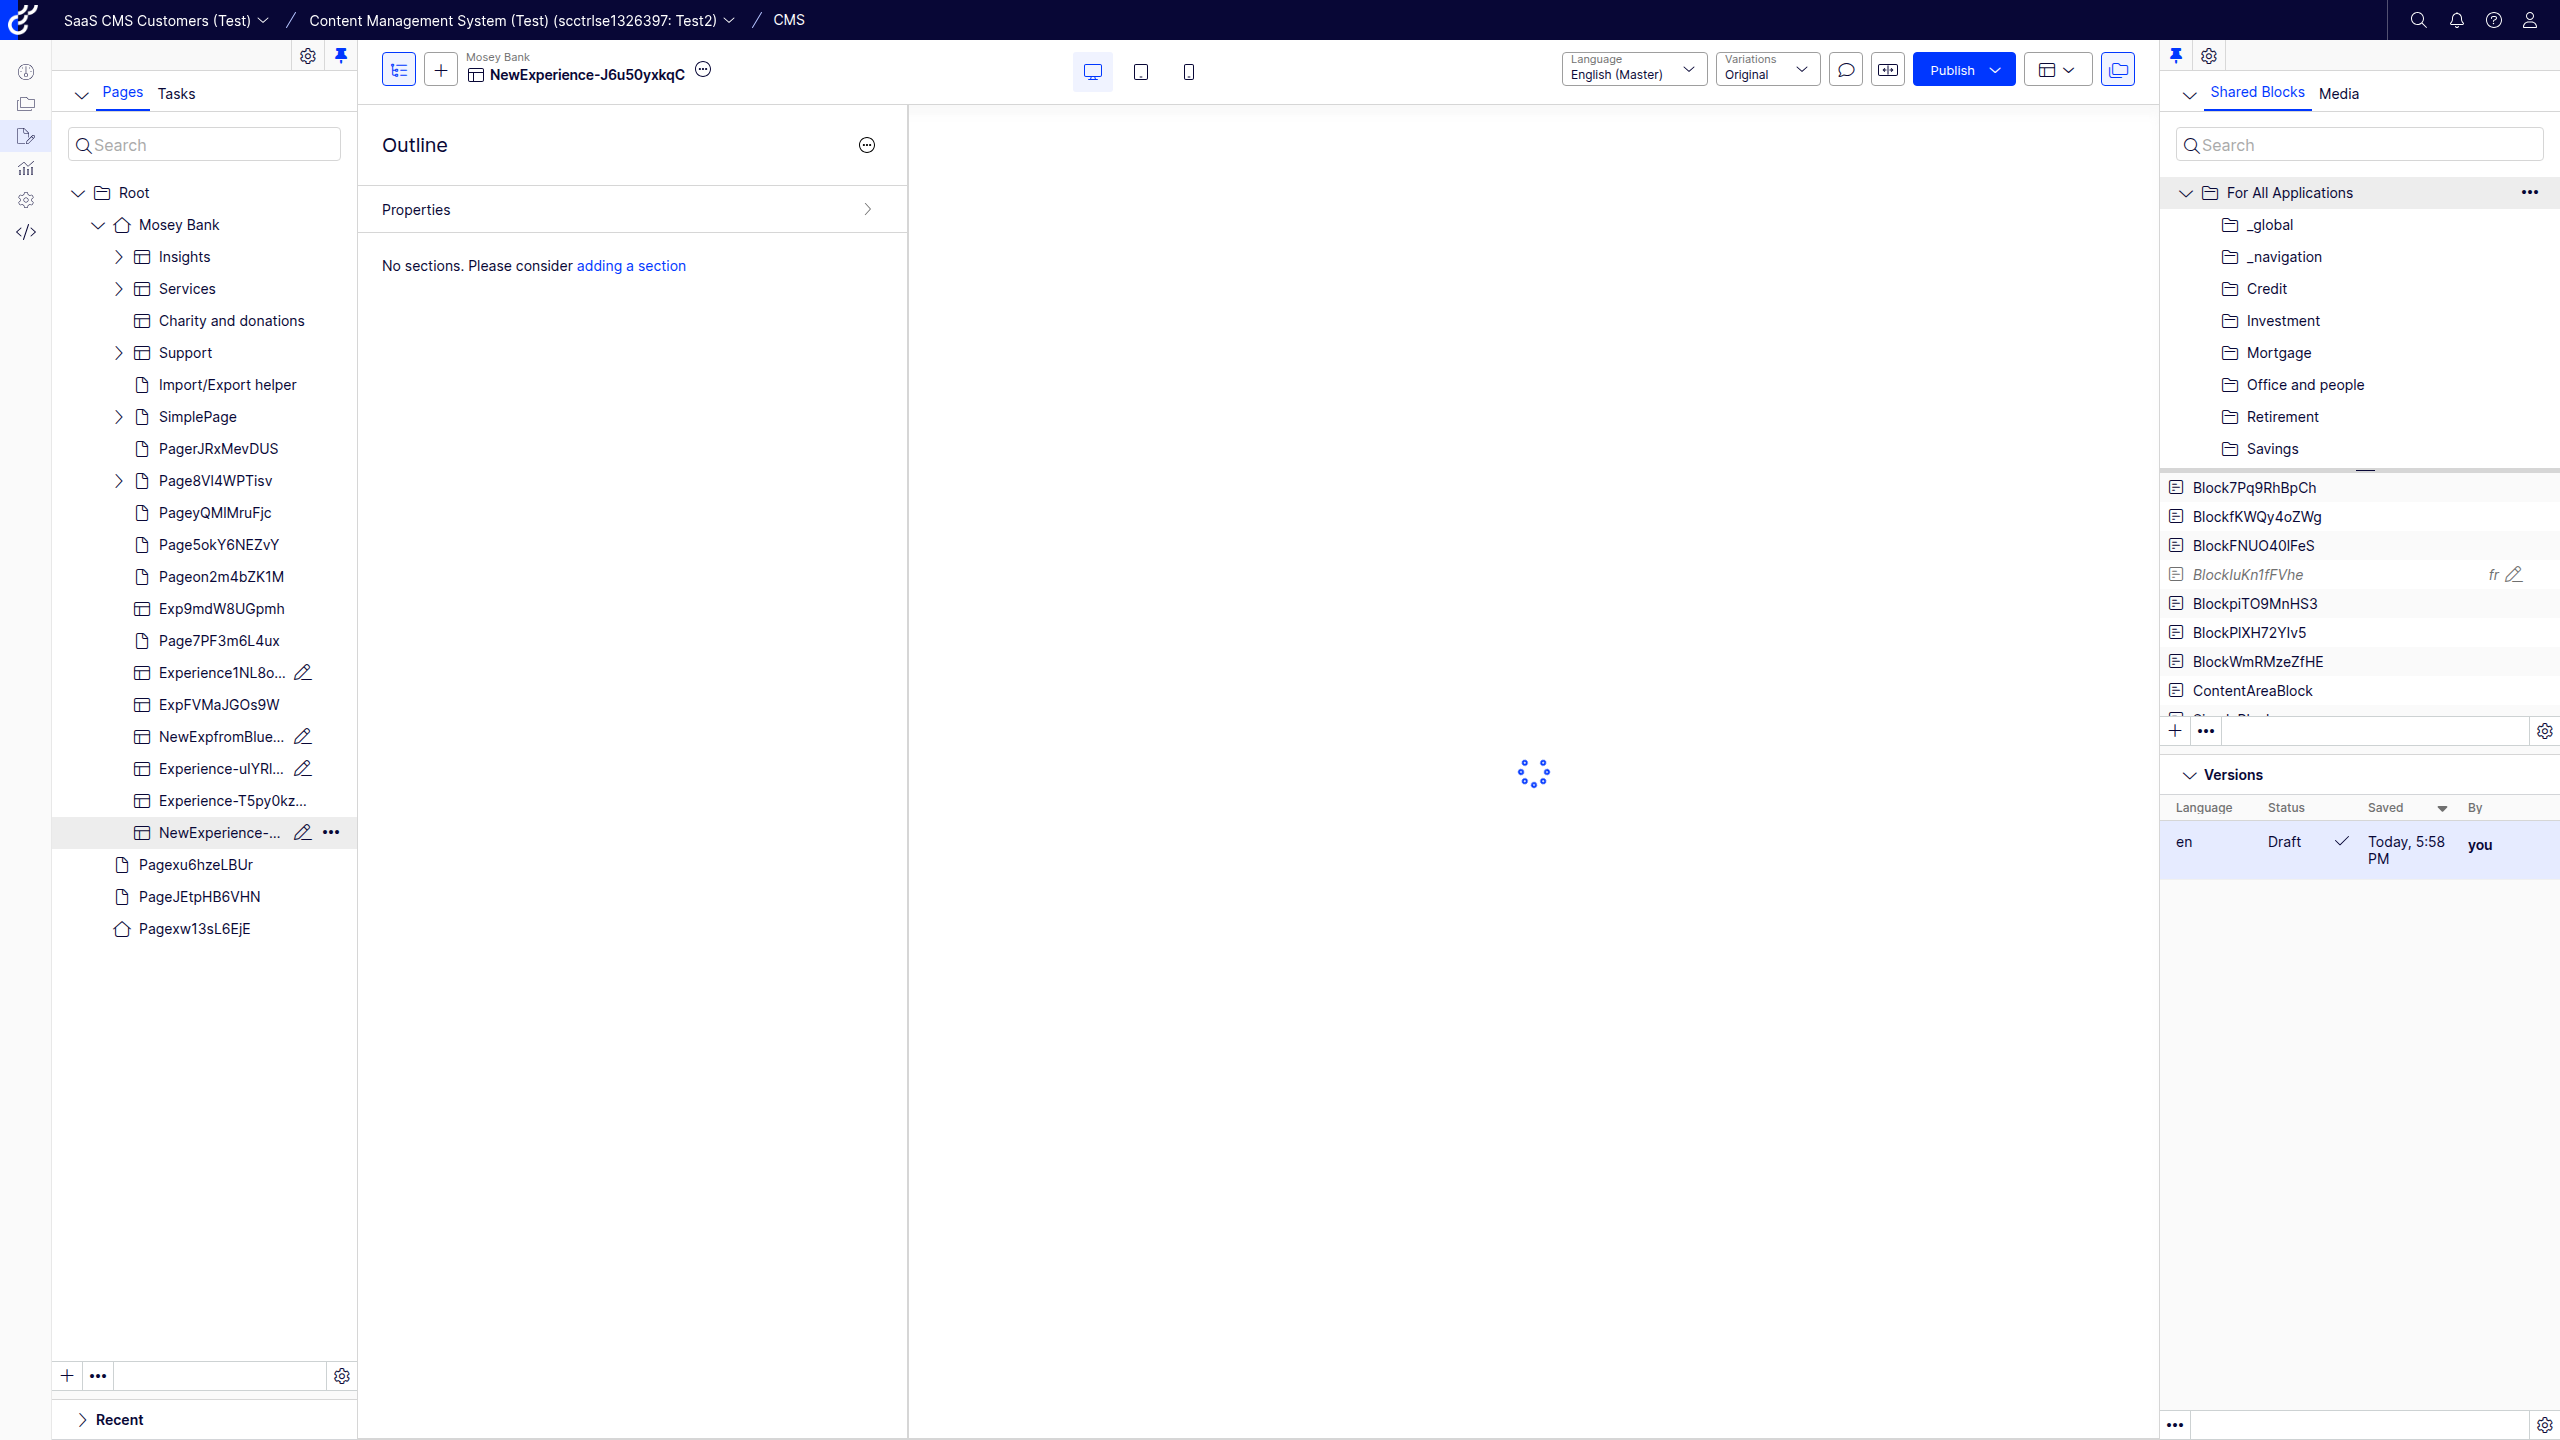 SaaS CMS Customers (Test) / Content Management System (Test) (scctrlse1326397: Test2) / CMS
Pages Tasks
Search
Root
Mosey Bank
Insights
Services
Charity and donations
Support
Import/Export helper
SimplePage
PagerJRxMevDUS
Page8VI4WPTisv
PageyQMIMruFjc
Page5okY6NEZvY
Pageon2m4bZK1M
Exp9mdW8UGpmh
Page7PF3m6L4ux
Experience1NL8o...
ExpFVMaJGOs9W
NewExpfromBlue...
Experience-uIYRI...
Experience-T5py0kz...
NewExperience-...
Pagexu6hzeLBUr
PageJEtpHB6VHN
Pagexw13sL6EjE
Recent
Mosey Bank
NewExperience-J6u50yxkqC
Language
English (Master)
Variations
Original
Publish
Outline
Properties
No sections. Please consider adding a section
Shared Blocks Media
Search
For All Applications
_global
_navigation
Credit
Investment
Mortgage
Office and people
Retirement
Savings
Block7Pq9RhBpCh
BlockfKWQy4oZWg
BlockFNUO40lFeS
BlockluKn1fFVhe fr
BlockpiTO9MnHS3
BlockPlXH72Ylv5
BlockWmRMzeZfHE
ContentAreaBlock
Versions
Language Status Saved By
en Draft Today, 5:58 PM you